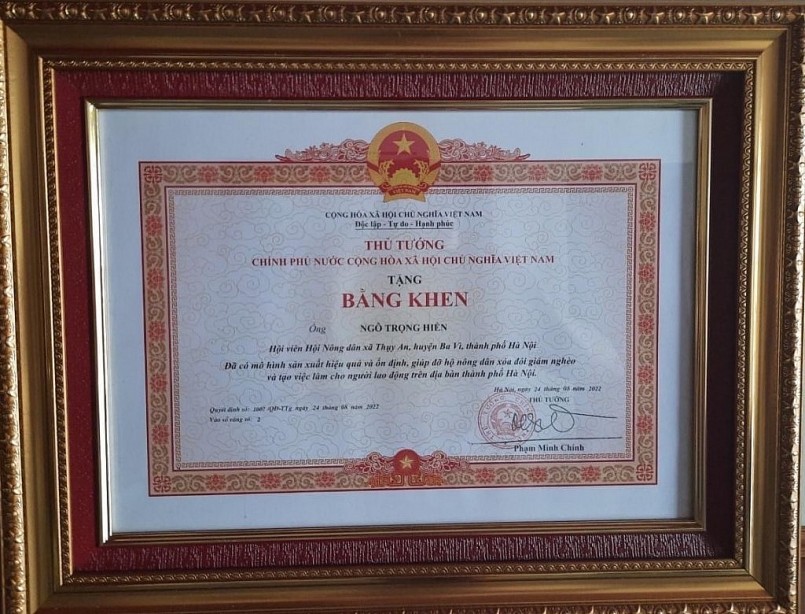 VIỆT NAM
CỘNG HÒA XÃ HỘI CHỦ NGHĨA VIỆT NAM
Độc lập - Tự do - Hạnh phúc
THỦ TƯỚNG
CHÍNH PHỦ NƯỚC CỘNG HÒA XÃ HỘI CHỦ NGHĨA VIỆT NAM
TẶNG
BẰNG KHEN
Ông NGÔ TRỌNG HIỀN
Hội viên Hội Nông dân xã Thụy An, huyện Ba Vì, thành phố Hà Nội
Đã có mô hình sản xuất hiệu quả và ổn định, giúp đỡ hộ nông dân xóa đói giảm nghèo
và tạo việc làm cho người lao động trên địa bàn thành phố Hà Nội.
Hà Nội, ngày 24 tháng 08 năm 2022
THỦ TƯỚNG
Quyết định số: QĐ-TTg ngày 24 tháng 08 năm 2022
Vào sổ vàng số: 2
Phạm Minh Chính